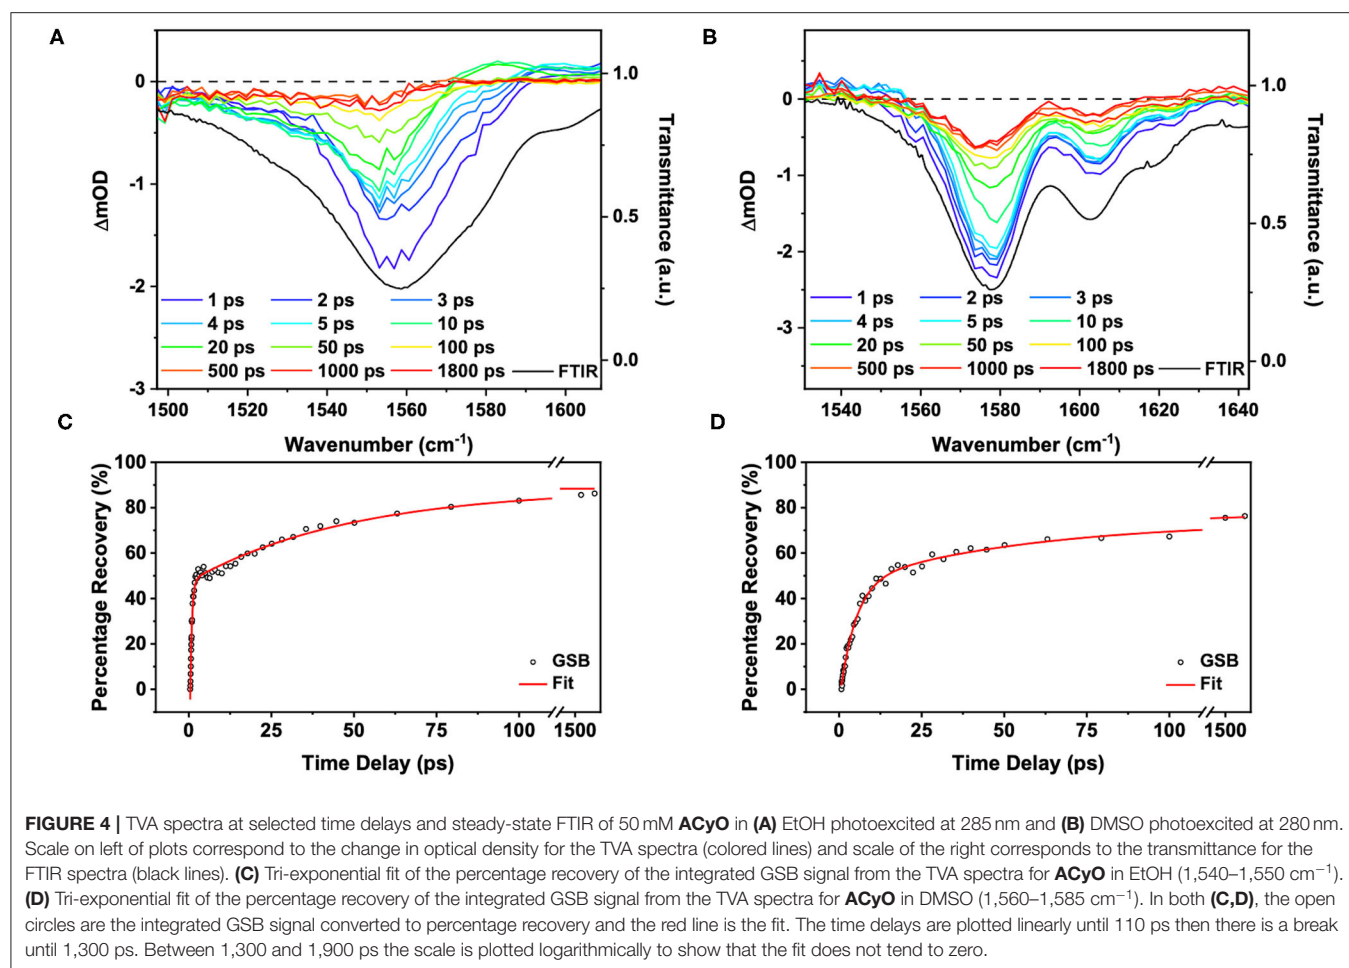 A
0
-1
-2
-3
ΔmOD
1.0
0.5
0.0
Transmittance (a.u.)
1 ps 2 ps 3 ps
4 ps 5 ps 10 ps
20 ps 50 ps 100 ps
500 ps 1000 ps 1800 ps FTIR
1500 1520 1540 1560 1580 1600
Wavenumber (cm⁻¹)
B
0
-1
-2
-3
ΔmOD
1.0
0.5
0.0
Transmittance (a.u.)
1 ps 2 ps 3 ps
4 ps 5 ps 10 ps
20 ps 50 ps 100 ps
500 ps 1000 ps 1800 ps FTIR
1540 1560 1580 1600 1620 1640
Wavenumber (cm⁻¹)
C
100
80
60
40
20
0
Percentage Recovery (%)
GSB
Fit
0 25 50 75 100 1500
Time Delay (ps)
D
100
80
60
40
20
0
Percentage Recovery (%)
GSB
Fit
0 25 50 75 100 1500
Time Delay (ps)
FIGURE 4 | TVA spectra at selected time delays and steady-state FTIR of 50 mM ACyO in (A) EtOH photoexcited at 285 nm and (B) DMSO photoexcited at 280 nm.
Scale on left of plots correspond to the change in optical density for the TVA spectra (colored lines) and scale of the right corresponds to the transmittance for the
FTIR spectra (black lines). (C) Tri-exponential fit of the percentage recovery of the integrated GSB signal from the TVA spectra for ACyO in EtOH (1,540–1,550 cm⁻¹).
(D) Tri-exponential fit of the percentage recovery of the integrated GSB signal from the TVA spectra for ACyO in DMSO (1,560–1,585 cm⁻¹). In both (C,D), the open
circles are the integrated GSB signal converted to percentage recovery and the red line is the fit. The time delays are plotted linearly until 110 ps then there is a break
until 1,300 ps. Between 1,300 and 1,900 ps the scale is plotted logarithmically to show that the fit does not tend to zero.